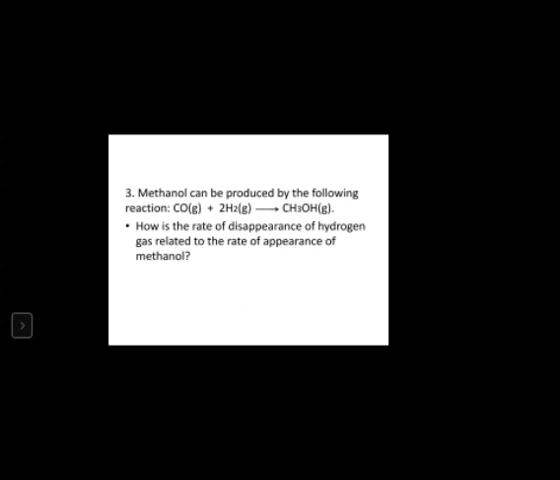 3. Methanol can be produced by the following
reaction: CO(g) + 2H2(g) ⟶ CH3OH(g).
• How is the rate of disappearance of hydrogen
gas related to the rate of appearance of
methanol?